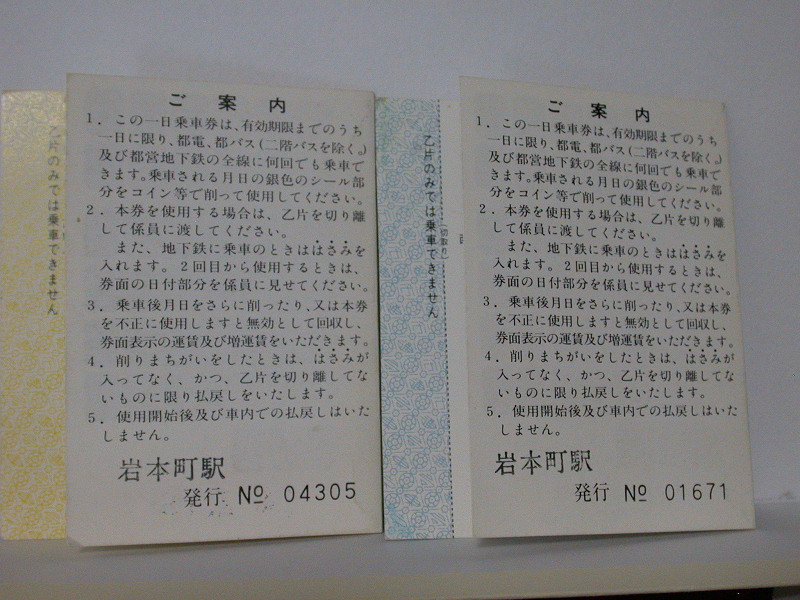 乙片のみでは乗車できません
ご案内
1．この一日乗車券は、有効期限までのうち
一日に限り、都電、都バス(二階バスを除く。)
及び都営地下鉄の全線に何回でも乗車で
きます。乗車される月日の銀色のシール部
分をコイン等で削って使用してください。
2．本券を使用する場合は、乙片を切り離
して係員に渡してください。
また、地下鉄に乗車のときははさみを
入れます。2回目から使用するときは、
券面の日付部分を係員に見せてください。
3．乗車後月日をさらに削ったり、又は本券
を不正に使用しますと無効として回収し、
券面表示の運賃及び増運賃をいただきます。
4．削りまちがいをしたときは、はさみが
入ってなく、かつ、乙片を切り離してな
いものに限り払戻しをいたします。
5．使用開始後及び車内での払戻しはいた
しません。
岩本町駅
発行 № 04305
乙片のみでは乗車できません
ご案内
1．この一日乗車券は、有効期限までのうち
一日に限り、都電、都バス(二階バスを除く。)
及び都営地下鉄の全線に何回でも乗車で
きます。乗車される月日の銀色のシール部
分をコイン等で削って使用してください。
2．本券を使用する場合は、乙片を切り離
して係員に渡してください。
また、地下鉄に乗車のときははさみを
入れます。2回目から使用するときは、
券面の日付部分を係員に見せてください。
3．乗車後月日をさらに削ったり、又は本券
を不正に使用しますと無効として回収し、
券面表示の運賃及び増運賃をいただきます。
4．削りまちがいをしたときは、はさみが
入ってなく、かつ、乙片を切り離してな
いものに限り払戻しをいたします。
5．使用開始後及び車内での払戻しはいた
しません。
岩本町駅
発行 № 01671